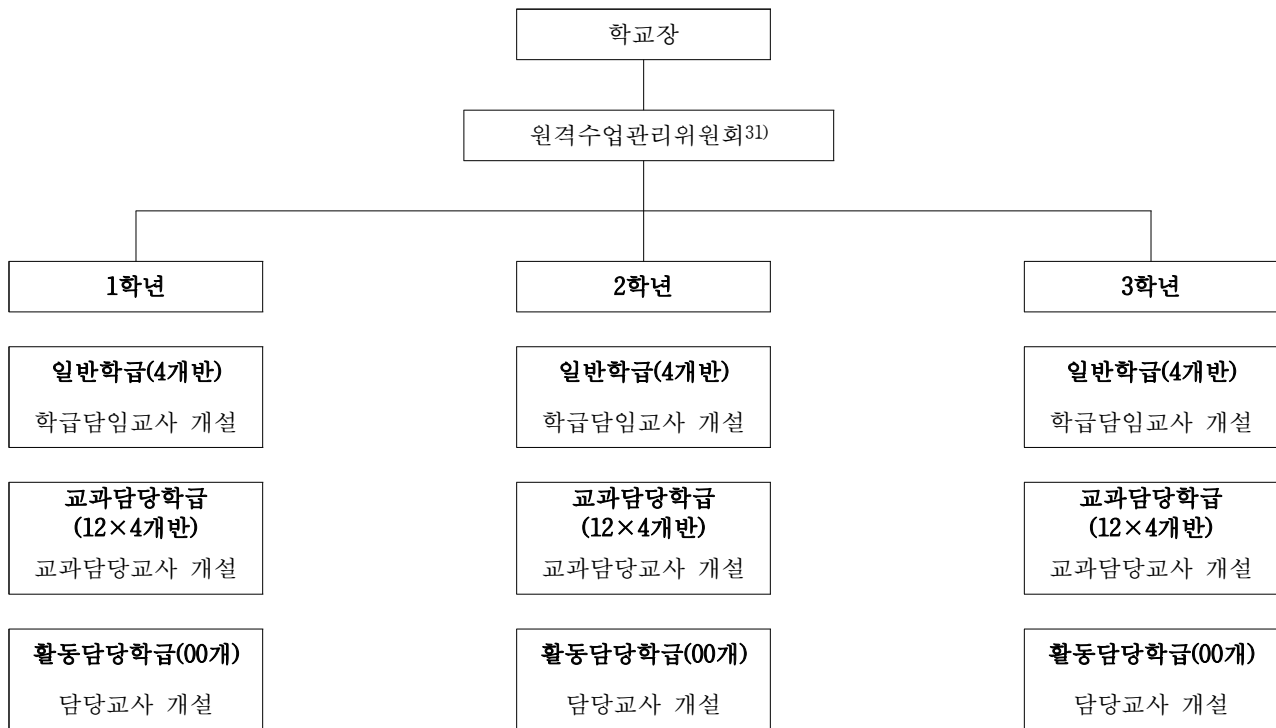 학교장
원격수업관리위원회31)
1학년
2학년
3학년
일반학급(4개반)
학급담임교사 개설
일반학급(4개반)
학급담임교사 개설
일반학급(4개반)
학급담임교사 개설
교과담당학급
(12×4개반)
교과담당교사 개설
교과담당학급
(12×4개반)
교과담당교사 개설
교과담당학급
(12×4개반)
교과담당교사 개설
활동담당학급(00개)
담당교사 개설
활동담당학급(00개)
담당교사 개설
활동담당학급(00개)
담당교사 개설